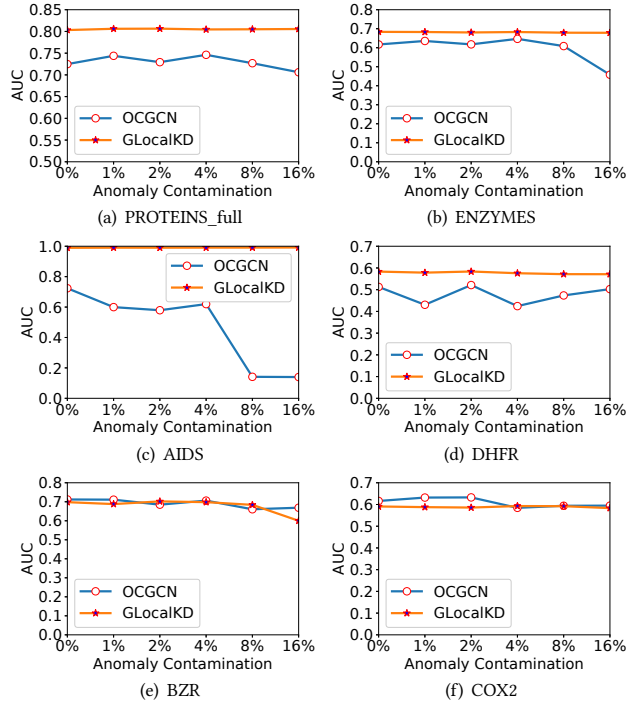 0.85
0.80
0.75
0.70
0.65
0.60
0.55
0.50
AUC
OCGCN
GLocalKD
0% 1% 2% 4% 8% 16%
Anomaly Contamination
(a) PROTEINS_full
0.8
0.7
0.6
0.5
0.4
0.3
0.2
0.1
0.0
AUC
OCGCN
GLocalKD
0% 1% 2% 4% 8% 16%
Anomaly Contamination
(b) ENZYMES
1.0
0.8
0.6
0.4
0.2
0.0
AUC
OCGCN
GLocalKD
0% 1% 2% 4% 8% 16%
Anomaly Contamination
(c) AIDS
0.7
0.6
0.5
0.4
0.3
0.2
0.1
0.0
AUC
OCGCN
GLocalKD
0% 1% 2% 4% 8% 16%
Anomaly Contamination
(d) DHFR
0.8
0.7
0.6
0.5
0.4
0.3
0.2
0.1
0.0
AUC
OCGCN
GLocalKD
0% 1% 2% 4% 8% 16%
Anomaly Contamination
(e) BZR
0.7
0.6
0.5
0.4
0.3
0.2
0.1
0.0
AUC
OCGCN
GLocalKD
0% 1% 2% 4% 8% 16%
Anomaly Contamination
(f) COX2